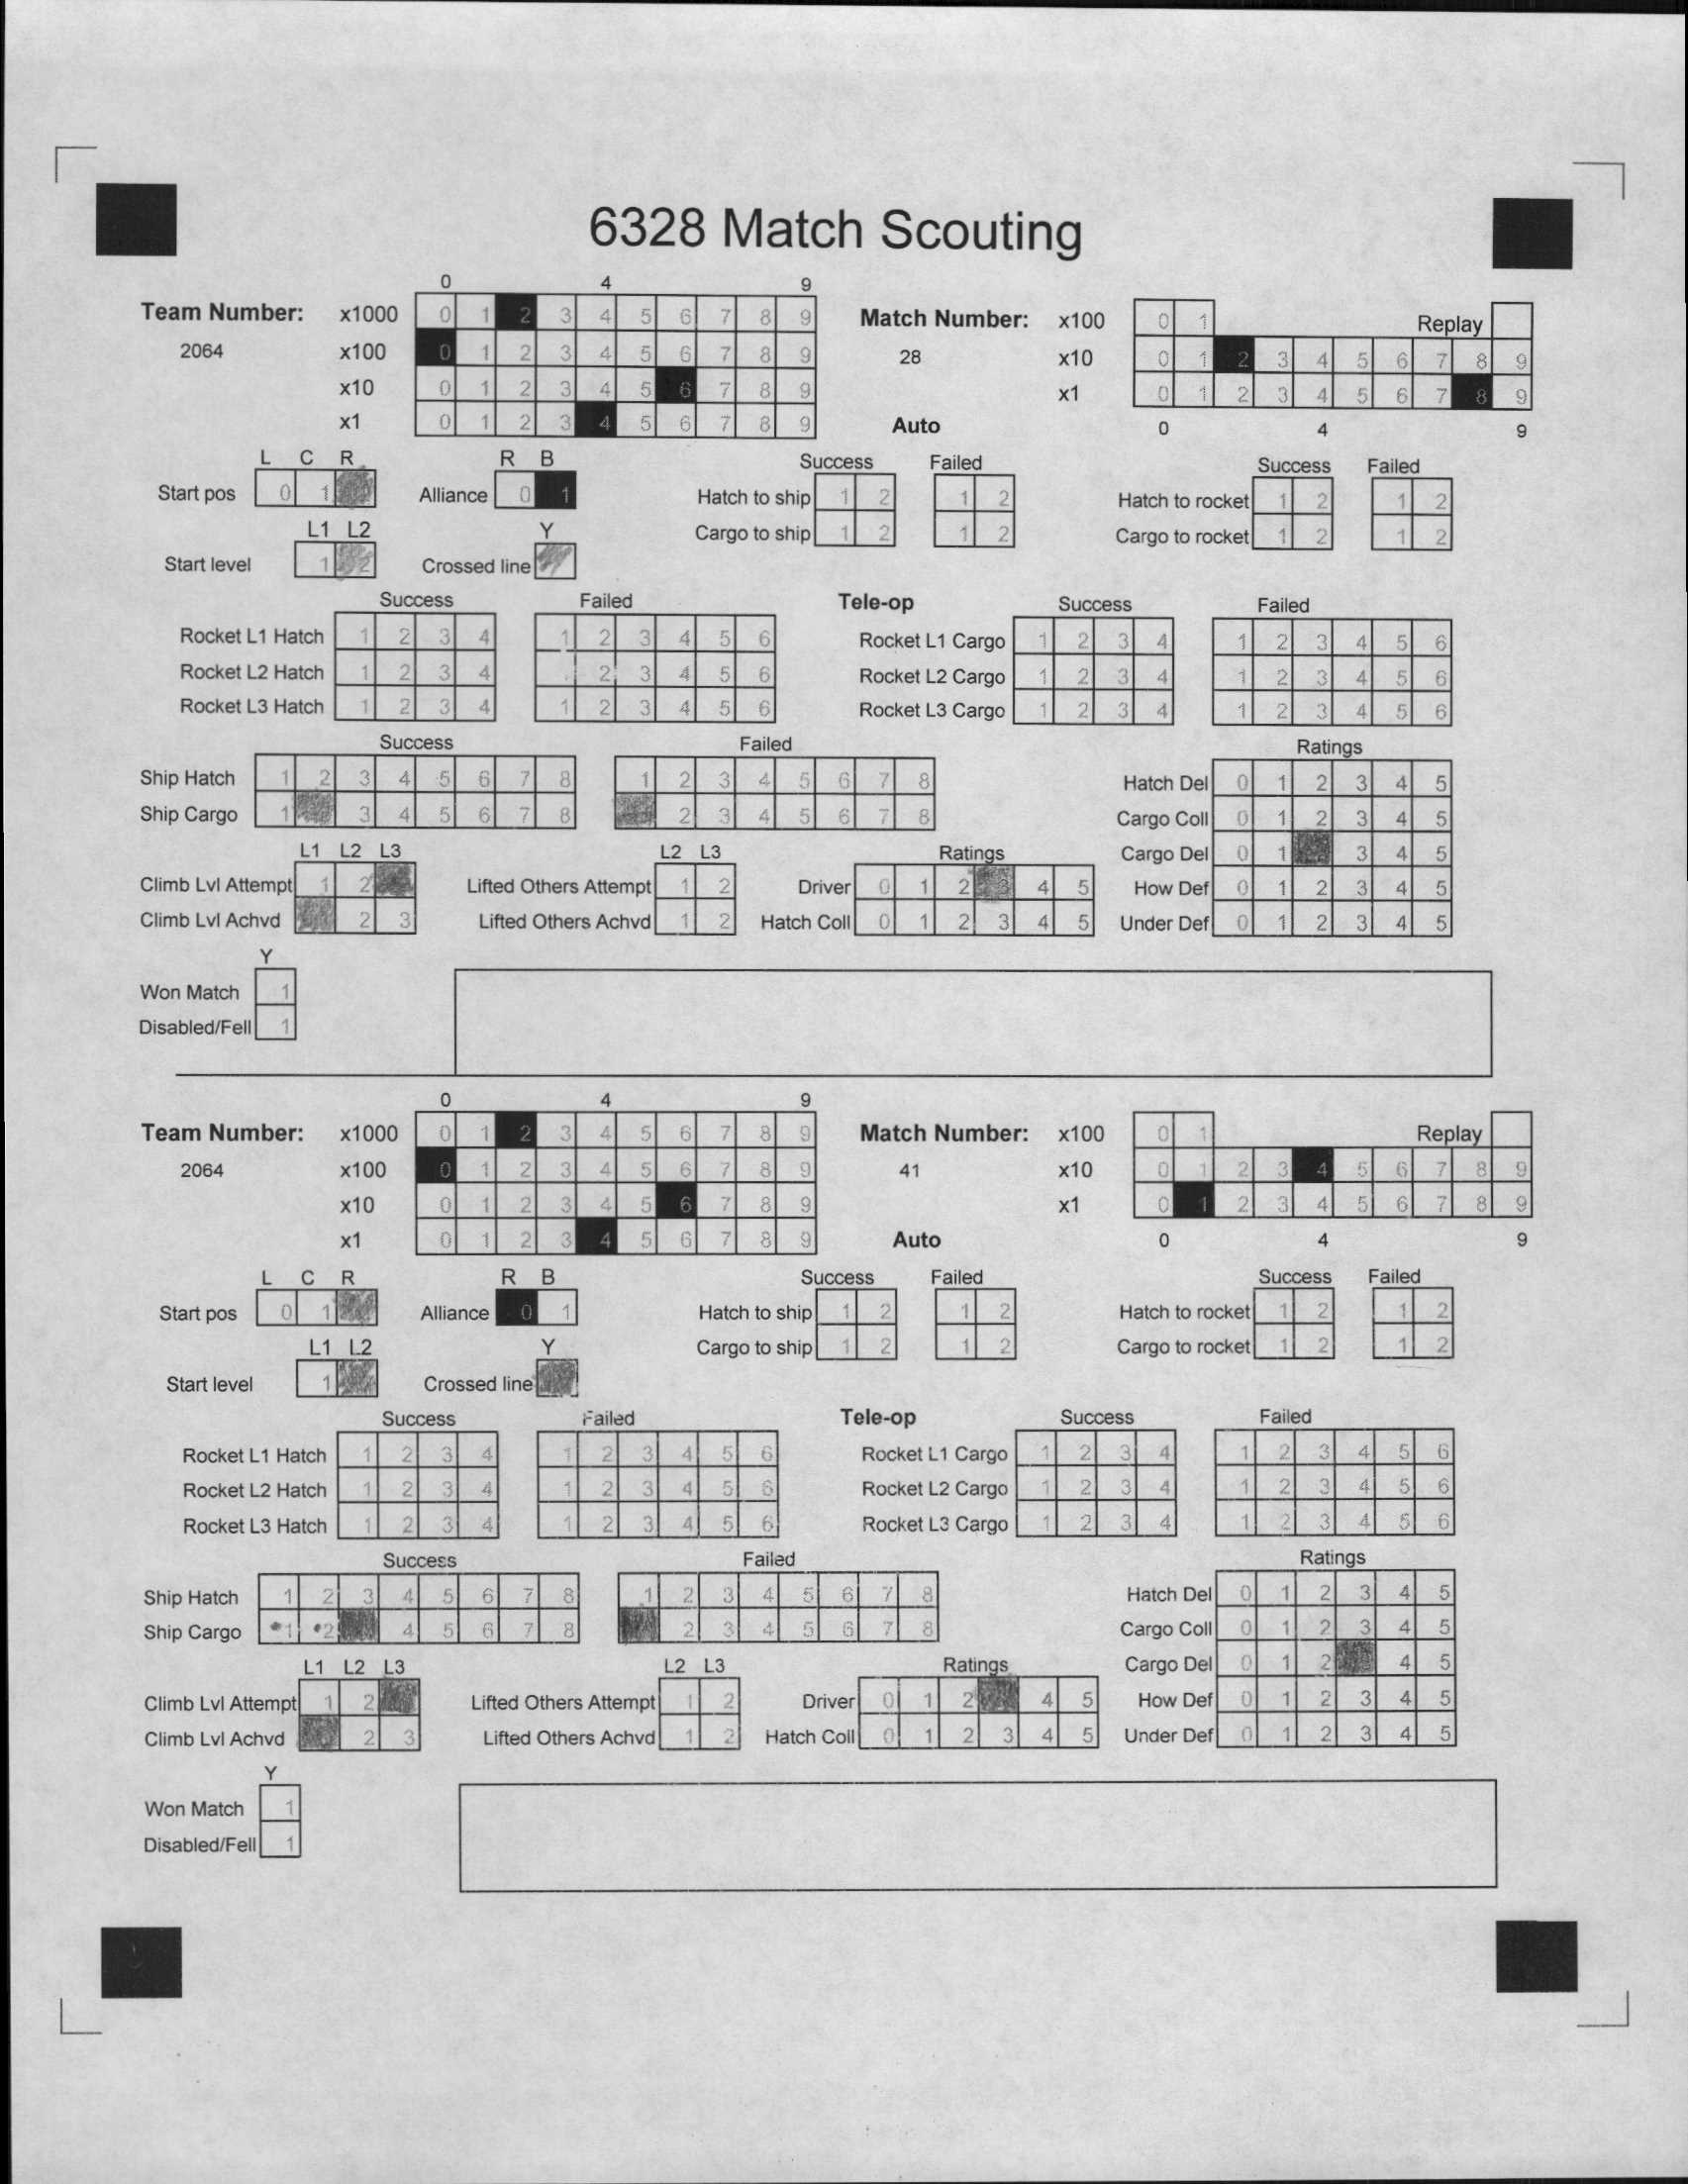 6328 Match Scouting
0 4 9
Team Number: x1000 0 1 2 3 4 5 6 7 8 9 Match Number: x100 0 1 Replay
2064 x100 0 1 2 3 4 5 6 7 8 9 28 x10 0 1 2 3 4 5 6 7 8 9
x10 0 1 2 3 4 5 6 7 8 9 x1 0 1 2 3 4 5 6 7 8 9
x1 0 1 2 3 4 5 6 7 8 9 Auto 0 4 9
L C R R B Success Failed Success Failed
Start pos 0 1 Alliance 0 1 Hatch to ship 1 2 1 2 Hatch to rocket 1 2 1 2
L1 L2 Y Cargo to ship 1 2 1 2 Cargo to rocket 1 2 1 2
Start level 1 2 Crossed line
Success Failed Tele-op Success Failed
Rocket L1 Hatch 1 2 3 4 1 2 3 4 5 6 Rocket L1 Cargo 1 2 3 4 1 2 3 4 5 6
Rocket L2 Hatch 1 2 3 4 2 3 4 5 6 Rocket L2 Cargo 1 2 3 4 1 2 3 4 5 6
Rocket L3 Hatch 1 2 3 4 1 2 3 4 5 6 Rocket L3 Cargo 1 2 3 4 1 2 3 4 5 6
Success Failed Ratings
Ship Hatch 1 2 3 4 5 6 7 8 1 2 3 4 5 6 7 8 Hatch Del 0 1 2 3 4 5
Ship Cargo 1 3 4 5 6 7 8 2 3 4 5 6 7 8 Cargo Coll 0 1 2 3 4 5
L1 L2 L3 L2 L3 Ratings Cargo Del 0 1 3 4 5
Climb Lvl Attempt 1 2 Lifted Others Attempt 1 2 Driver 0 1 2 3 4 5 How Def 0 1 2 3 4 5
Climb Lvl Achvd 2 3 Lifted Others Achvd 1 2 Hatch Coll 0 1 2 3 4 5 Under Def 0 1 2 3 4 5
Y
Won Match 1
Disabled/Fell 1
0 4 9
Team Number: x1000 0 1 2 3 4 5 6 7 8 9 Match Number: x100 0 1 Replay
2064 x100 0 1 2 3 4 5 6 7 8 9 41 x10 0 1 2 3 4 5 6 7 8 9
x10 0 1 2 3 4 5 6 7 8 9 x1 0 1 2 3 4 5 6 7 8 9
x1 0 1 2 3 4 5 6 7 8 9 Auto 0 4 9
L C R R B Success Failed Success Failed
Start pos 0 1 Alliance 0 1 Hatch to ship 1 2 1 2 Hatch to rocket 1 2 1 2
L1 L2 Y Cargo to ship 1 2 1 2 Cargo to rocket 1 2 1 2
Start level 1 Crossed line
Success Failed Tele-op Success Failed
Rocket L1 Hatch 1 2 3 4 1 2 3 4 5 6 Rocket L1 Cargo 1 2 3 4 1 2 3 4 5 6
Rocket L2 Hatch 1 2 3 4 1 2 3 4 5 6 Rocket L2 Cargo 1 2 3 4 1 2 3 4 5 6
Rocket L3 Hatch 1 2 3 4 1 2 3 4 5 6 Rocket L3 Cargo 1 2 3 4 1 2 3 4 5 6
Success Failed Ratings
Ship Hatch 1 2 3 4 5 6 7 8 1 2 3 4 5 6 7 8 Hatch Del 0 1 2 3 4 5
Ship Cargo 1 2 4 5 6 7 8 2 3 4 5 6 7 8 Cargo Coll 0 1 2 3 4 5
L1 L2 L3 L2 L3 Ratings Cargo Del 0 1 2 4 5
Climb Lvl Attempt 1 2 Lifted Others Attempt 1 2 Driver 0 1 2 4 5 How Def 0 1 2 3 4 5
Climb Lvl Achvd 2 3 Lifted Others Achvd 1 2 Hatch Coll 0 1 2 3 4 5 Under Def 0 1 2 3 4 5
Y
Won Match 1
Disabled/Fell 1